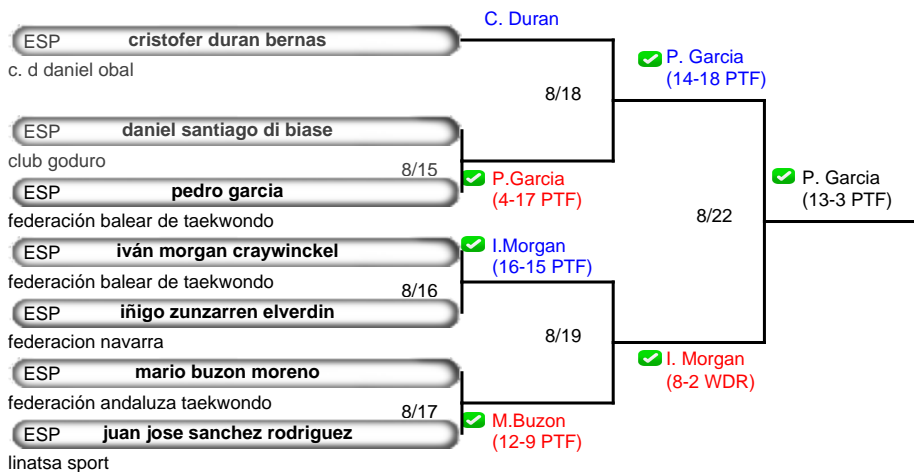 C. Duran
ESP cristofer duran bernas
c. d daniel obal
P. Garcia
(14-18 PTF)
8/18
ESP daniel santiago di biase
club goduro
8/15
ESP pedro garcia
P.Garcia
(4-17 PTF)
P. Garcia
(13-3 PTF)
federación balear de taekwondo
8/22
ESP iván morgan craywinckel
I.Morgan
(16-15 PTF)
federación balear de taekwondo
8/16
ESP iñigo zunzarren elverdin
8/19
federacion navarra
I. Morgan
(8-2 WDR)
ESP mario buzon moreno
federación andaluza taekwondo
8/17
M.Buzon
(12-9 PTF)
ESP juan jose sanchez rodriguez
linatsa sport